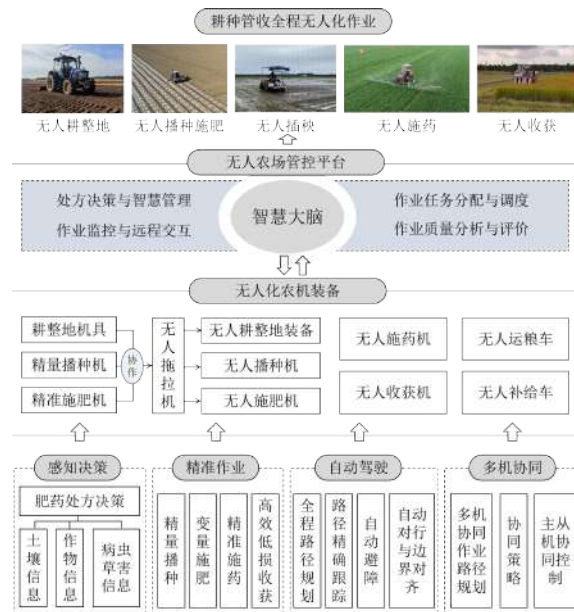 耕种管收全程无人化作业
无人耕整地
无人播种施肥
无人插秧
无人施药
无人收获
无人农场管控平台
处方决策与智慧管理
作业监控与远程交互
智慧大脑
作业任务分配与调度
作业质量分析与评价
无人化农机装备
耕整地机具
精量播种机
精准施肥机
协作
无人拖拉机
无人耕整地装备
无人播种机
无人施肥机
无人施药机
无人收获机
无人运粮车
无人补给车
感知决策
肥药处方决策
土壤信息
作物信息
病虫草害信息
精准作业
精量播种
变量施肥
精准施药
高效低损收获
自动驾驶
全程路径规划
路径精确跟踪
自动避障
自动对行与边界对齐
多机协同
多机协同作业路径规划
协同策略
主从机协同控制